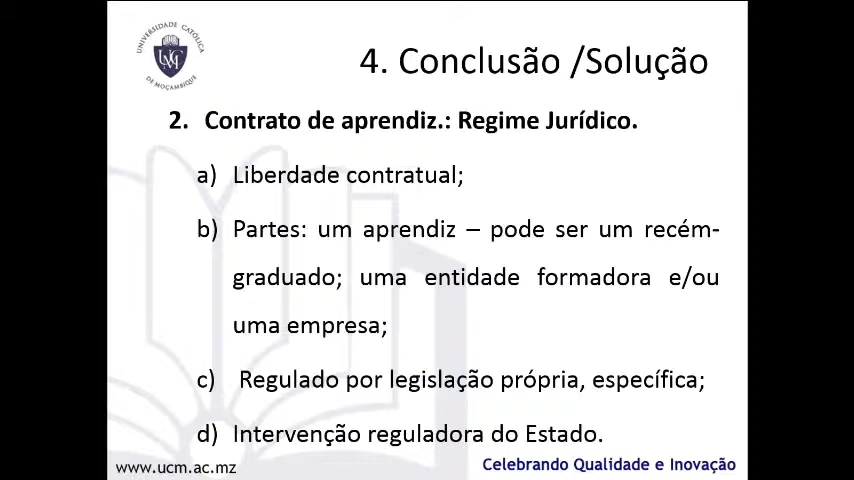 UNIVERSIDADE CATÓLICA
DE MOÇAMBIQUE
4. Conclusão /Solução
2. Contrato de aprendiz.: Regime Jurídico.
a) Liberdade contratual;
b) Partes: um aprendiz – pode ser um recém-
graduado; uma entidade formadora e/ou
uma empresa;
c) Regulado por legislação própria, específica;
d) Intervenção reguladora do Estado.
www.ucm.ac.mz
Celebrando Qualidade e Inovação